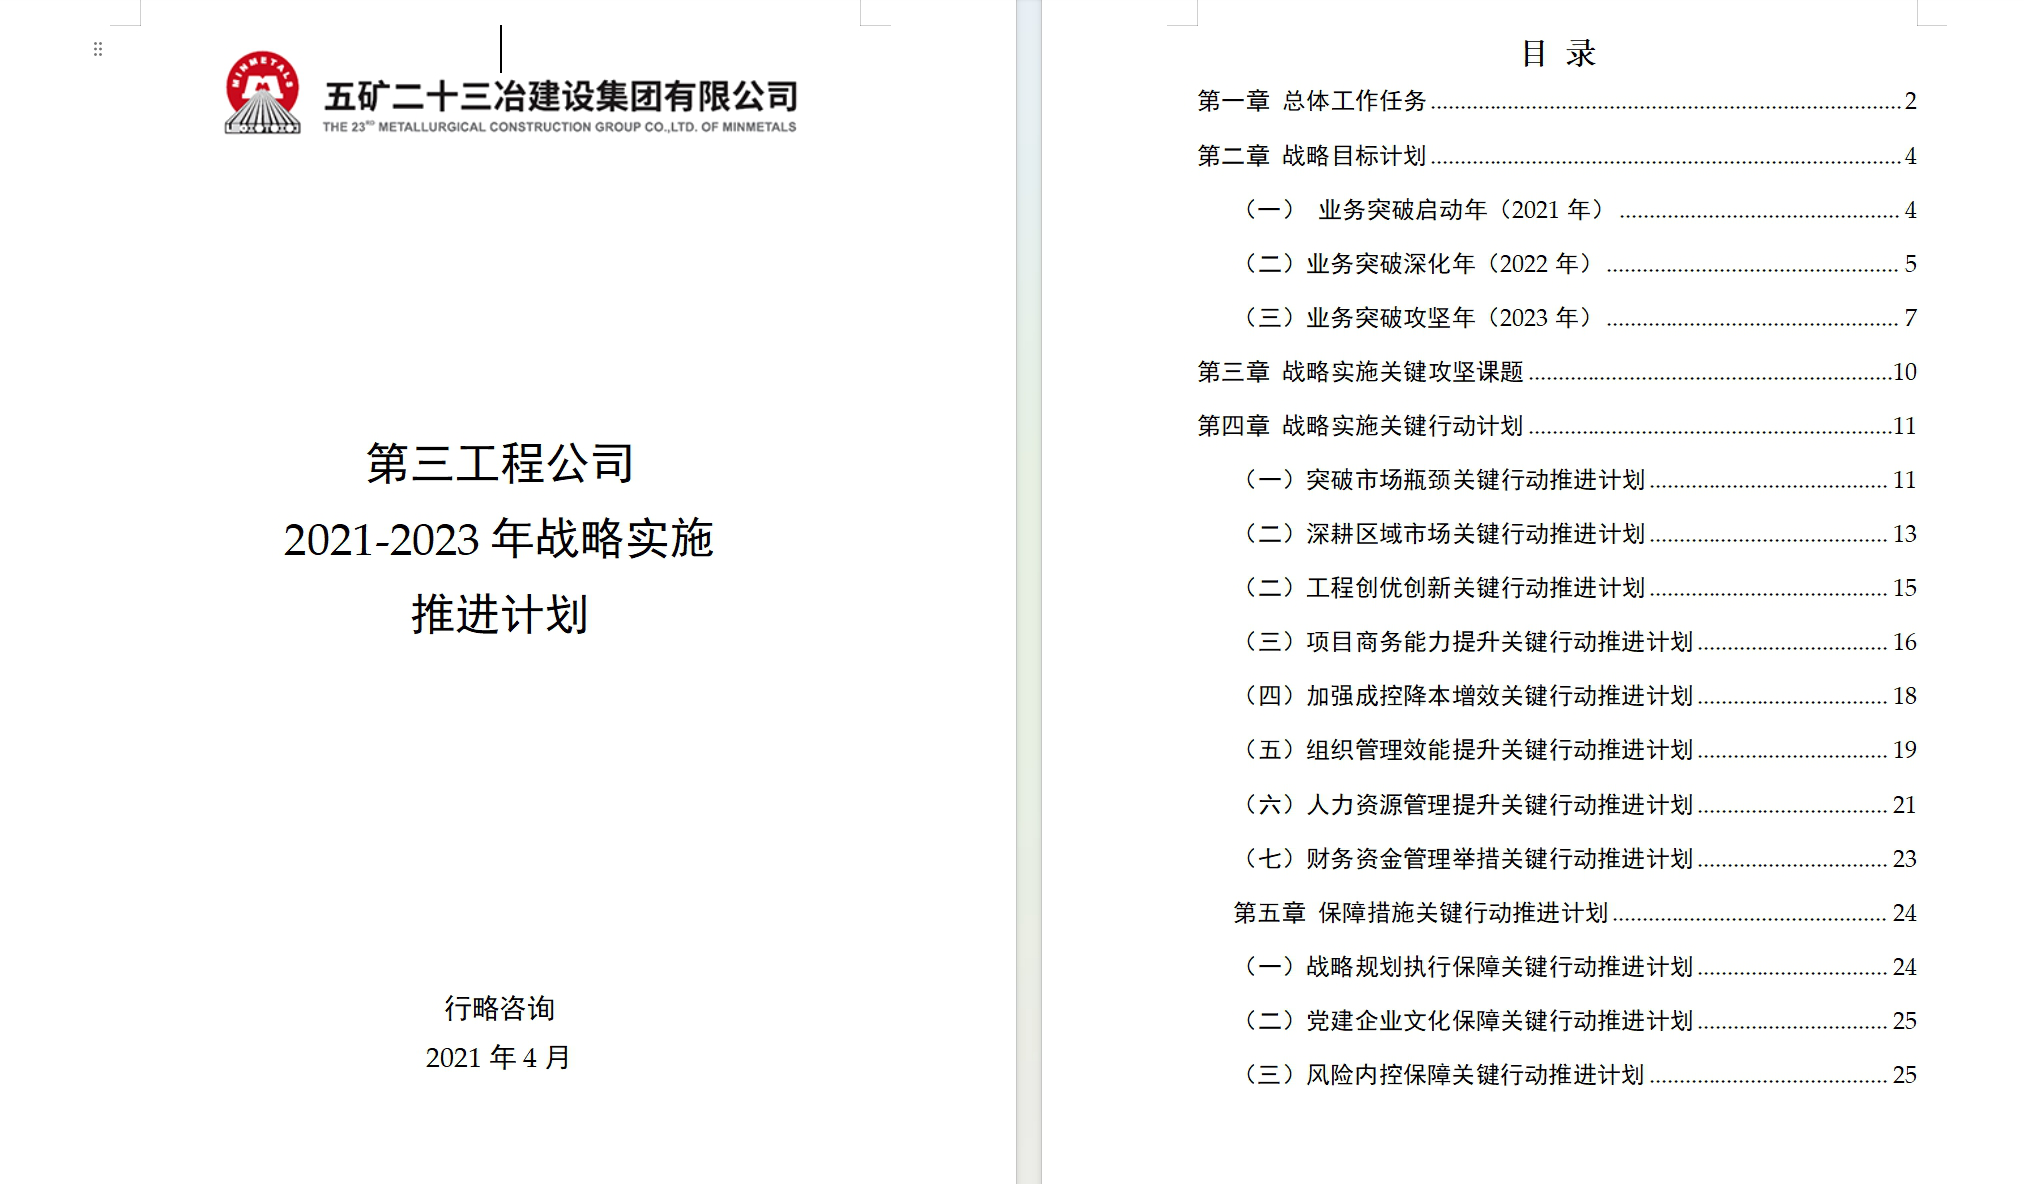 MINMETALS
五矿二十三冶建设集团有限公司
THE 23RD METALLURGICAL CONSTRUCTION GROUP CO.,LTD. OF MINMETALS
第三工程公司
2021-2023 年战略实施
推进计划
行略咨询
2021 年 4 月
目 录
第一章 总体工作任务........2
第二章 战略目标计划........4
（一） 业务突破启动年（2021 年）........4
（二）业务突破深化年（2022 年）........5
（三）业务突破攻坚年（2023 年）........7
第三章 战略实施关键攻坚课题........10
第四章 战略实施关键行动计划........11
（一）突破市场瓶颈关键行动推进计划........11
（二）深耕区域市场关键行动推进计划........13
（二）工程创优创新关键行动推进计划........15
（三）项目商务能力提升关键行动推进计划........16
（四）加强成控降本增效关键行动推进计划........18
（五）组织管理效能提升关键行动推进计划........19
（六）人力资源管理提升关键行动推进计划........21
（七）财务资金管理举措关键行动推进计划........23
第五章 保障措施关键行动推进计划........24
（一）战略规划执行保障关键行动推进计划........24
（二）党建企业文化保障关键行动推进计划........25
（三）风险内控保障关键行动推进计划........25